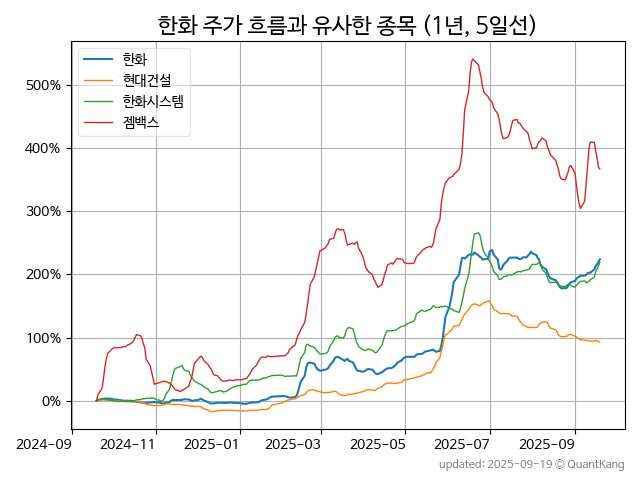 한화 주가 흐름과 유사한 종목 (1년, 5일선)
한화
현대건설
한화시스템
젬백스
500%
400%
300%
200%
100%
0%
2024-09 2024-11 2025-01 2025-03 2025-05 2025-07 2025-09
updated: 2025-09-19 © QuantKang